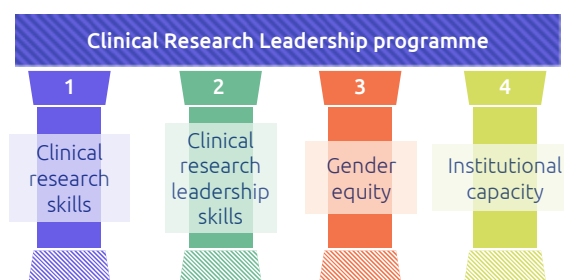 Clinical Research Leadership programme
1
2
3
4
Clinical
research
skills
Clinical
research
leadership
skills
Gender
equity
Institutional
capacity